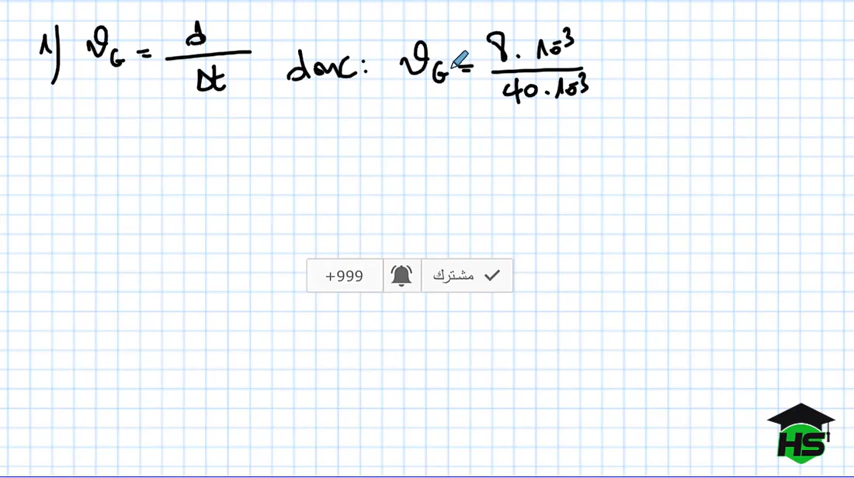 1) ϑG = d / Δt donc: ϑG = 8.10³ / 40.10³
+999 مشترك
HS